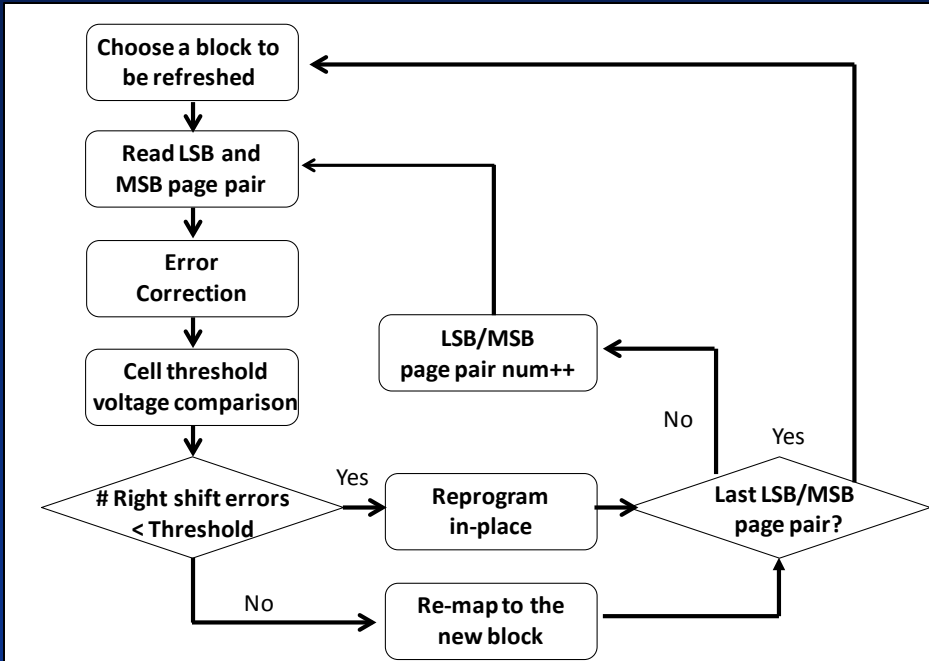 Choose a block to
be refreshed
Read LSB and
MSB page pair
Error
Correction
LSB/MSB
page pair num++
Cell threshold
voltage comparison
No
Yes
# Right shift errors
< Threshold
Yes
Reprogram
in-place
Last LSB/MSB
page pair?
No
Re-map to the
new block